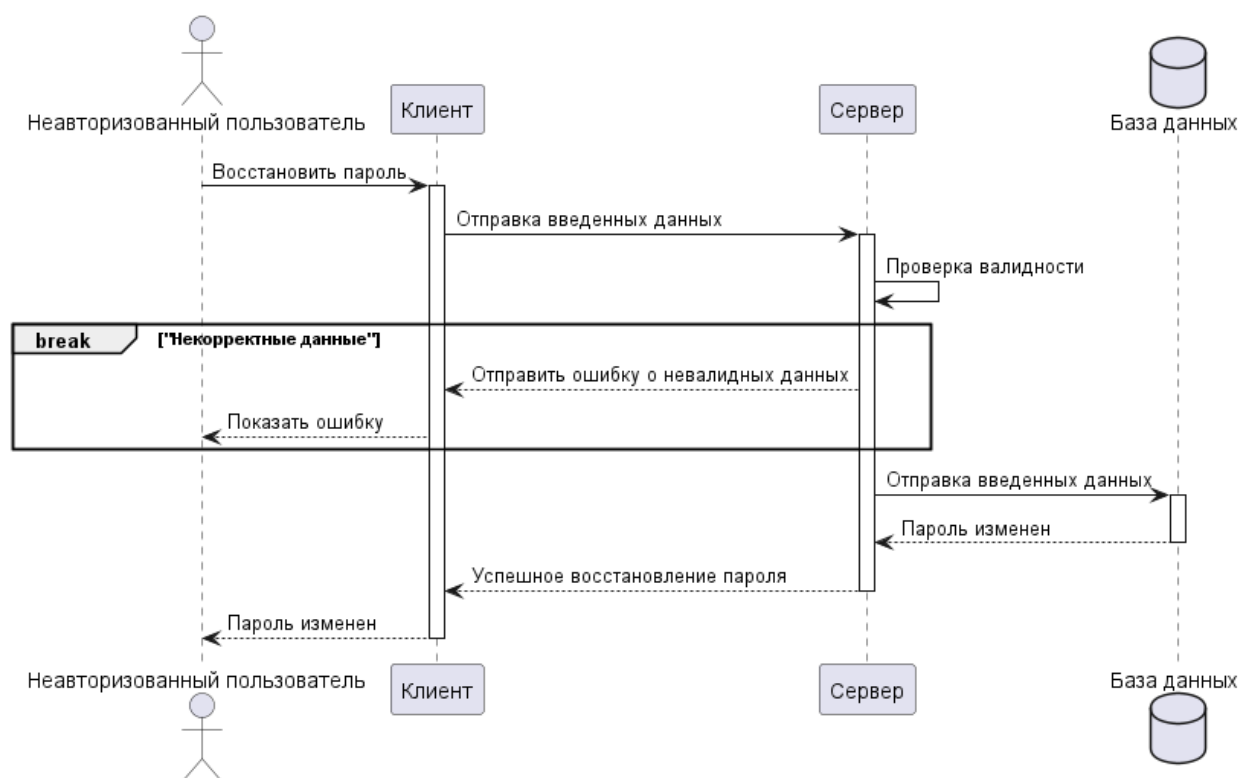 Неавторизованный пользователь
Клиент
Сервер
База данных
Восстановить пароль
Отправка введенных данных
Проверка валидности
break
["Некорректные данные"]
Отправить ошибку о невалидных данных
Показать ошибку
Отправка введенных данных
Пароль изменен
Успешное восстановление пароля
Пароль изменен
Неавторизованный пользователь
Клиент
Сервер
База данных